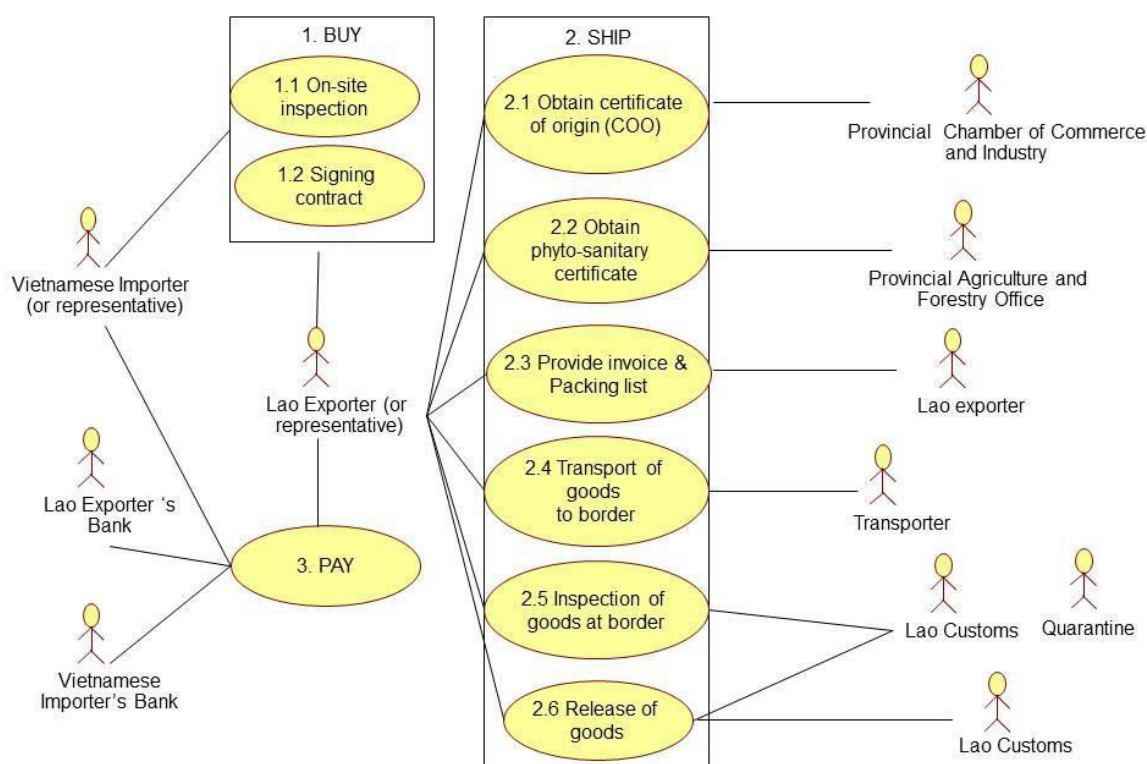 1. BUY
1.1 On-site
inspection
1.2 Signing
contract
Vietnamese Importer
(or representative)
Lao Exporter (or
representative)
Lao Exporter ‘s
Bank
3. PAY
Vietnamese
Importer’s Bank
2. SHIP
2.1 Obtain certificate
of origin (COO)
2.2 Obtain
phyto-sanitary
certificate
2.3 Provide invoice &
Packing list
2.4 Transport of
goods
to border
2.5 Inspection of
goods at border
2.6 Release of
goods
Provincial Chamber of Commerce
and Industry
Provincial Agriculture and
Forestry Office
Lao exporter
Transporter
Lao Customs
Quarantine
Lao Customs